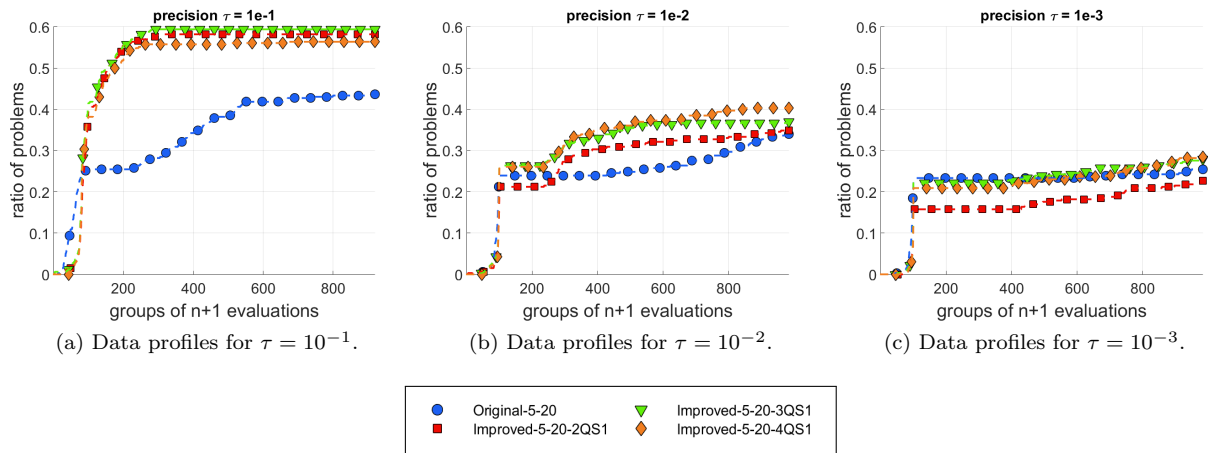 precision τ = 1e-1
ratio of problems
0.6
0.5
0.4
0.3
0.2
0.1
0
200 400 600 800
groups of n+1 evaluations
(a) Data profiles for τ = 10⁻¹.
precision τ = 1e-2
ratio of problems
0.6
0.5
0.4
0.3
0.2
0.1
0
200 400 600 800
groups of n+1 evaluations
(b) Data profiles for τ = 10⁻².
precision τ = 1e-3
ratio of problems
0.6
0.5
0.4
0.3
0.2
0.1
0
200 400 600 800
groups of n+1 evaluations
(c) Data profiles for τ = 10⁻³.
Original-5-20
Improved-5-20-2QS1
Improved-5-20-3QS1
Improved-5-20-4QS1